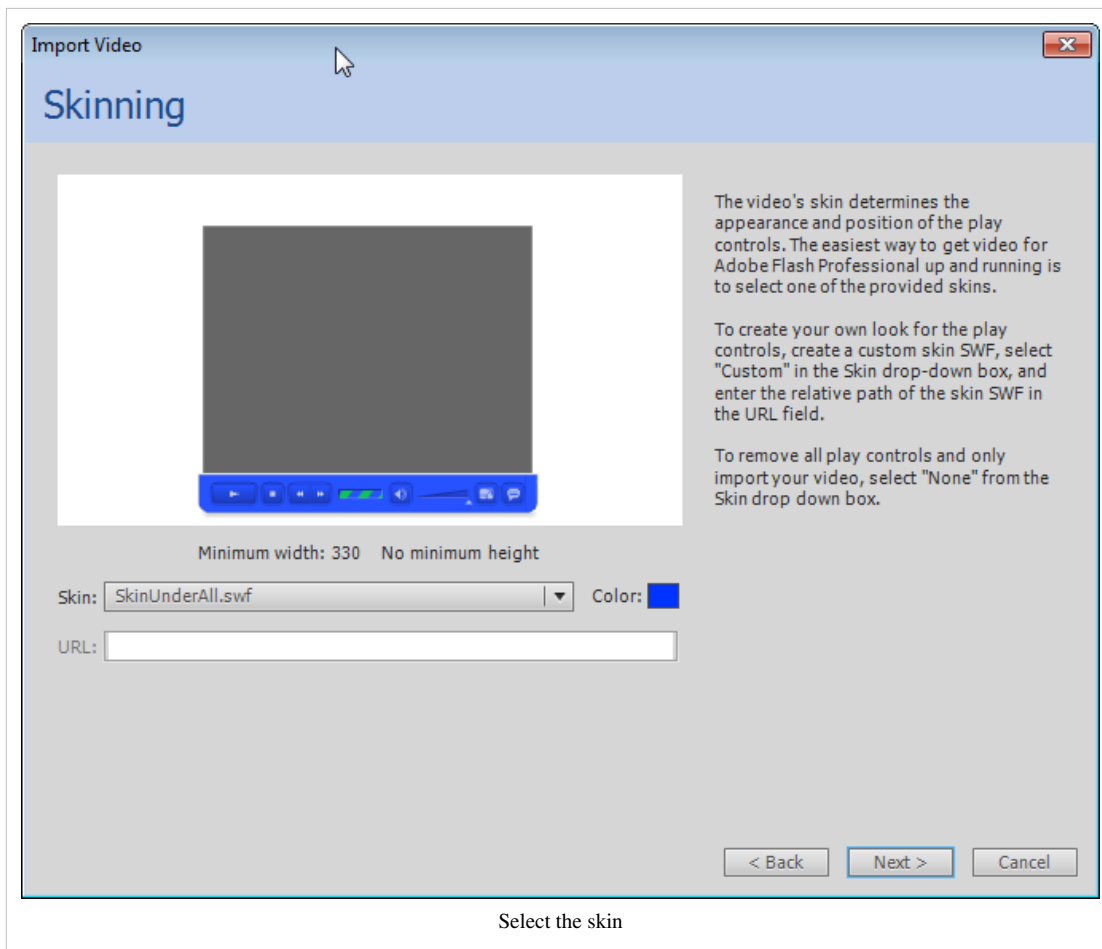 Import Video
Skinning
The video's skin determines the
appearance and position of the play
controls. The easiest way to get video for
Adobe Flash Professional up and running is
to select one of the provided skins.
To create your own look for the play
controls, create a custom skin SWF, select
"Custom" in the Skin drop-down box, and
enter the relative path of the skin SWF in
the URL field.
To remove all play controls and only
import your video, select "None" from the
Skin drop down box.
Minimum width: 330 No minimum height
Skin: SkinUnderAll.swf Color:
URL:
< Back Next > Cancel
Select the skin